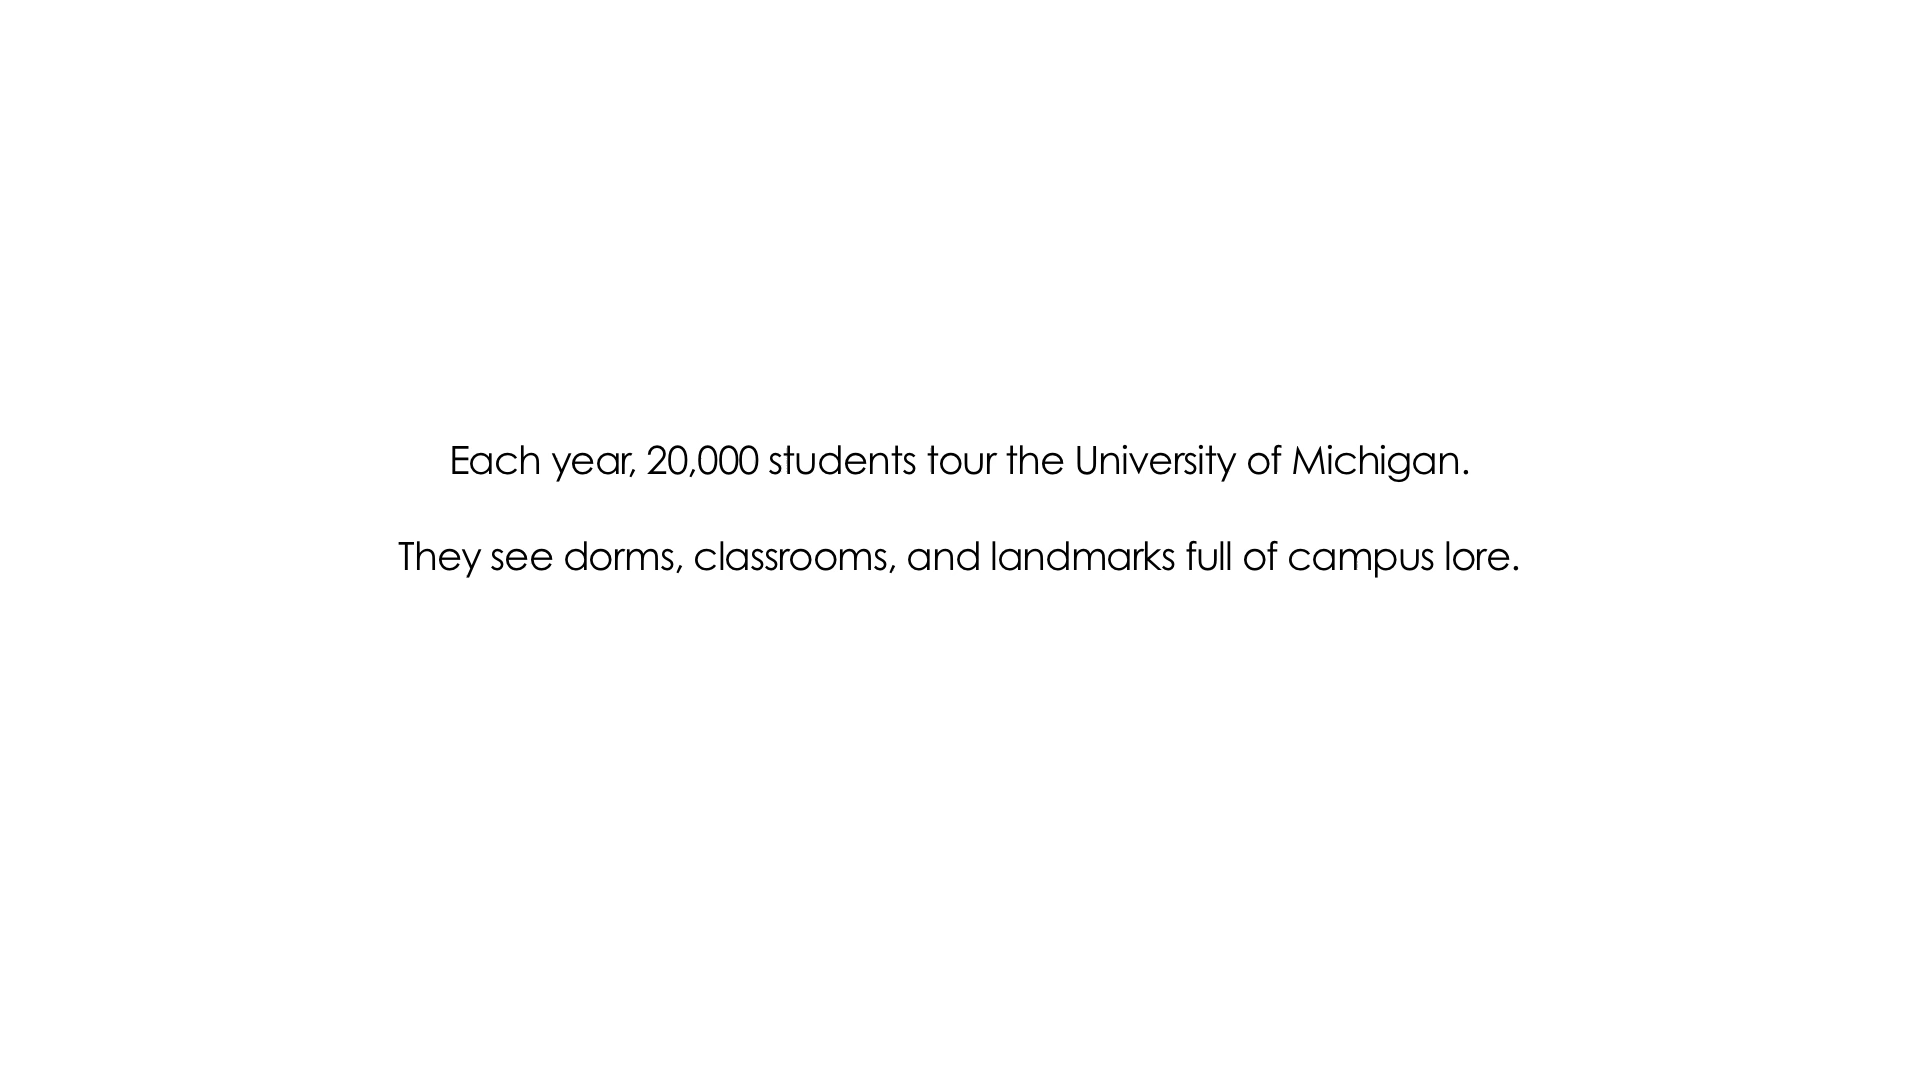 Each year, 20,000 students tour the University of Michigan.
They see dorms, classrooms, and landmarks full of campus lore.